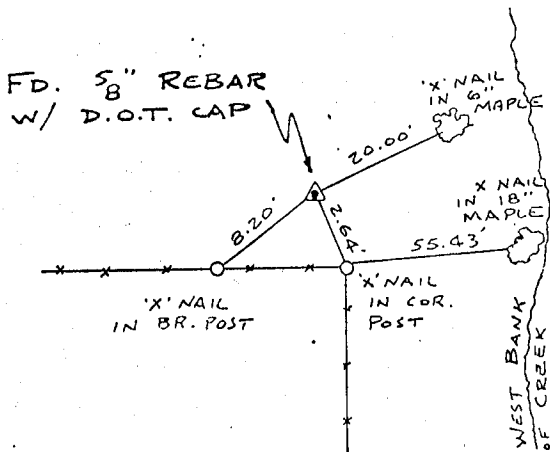 FD. 5/8" REBAR
W/ D.O.T. CAP
'X' NAIL
IN 6"
MAPLE
20.00'
X NAIL
IN 18"
MAPLE
8.20'
2.64'
55.43'
'X' NAIL
IN BR. POST
'X' NAIL
IN COR.
POST
WEST BANK
OF CREEK